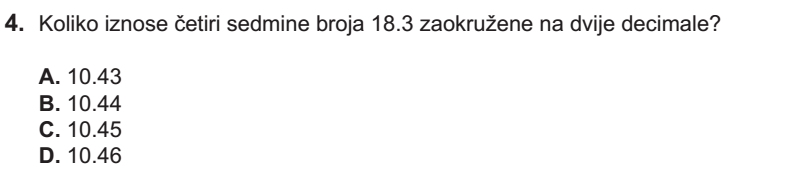 4. Koliko iznose četiri sedmine broja 18.3 zaokružene na dvije decimale?
A. 10.43
B. 10.44
C. 10.45
D. 10.46